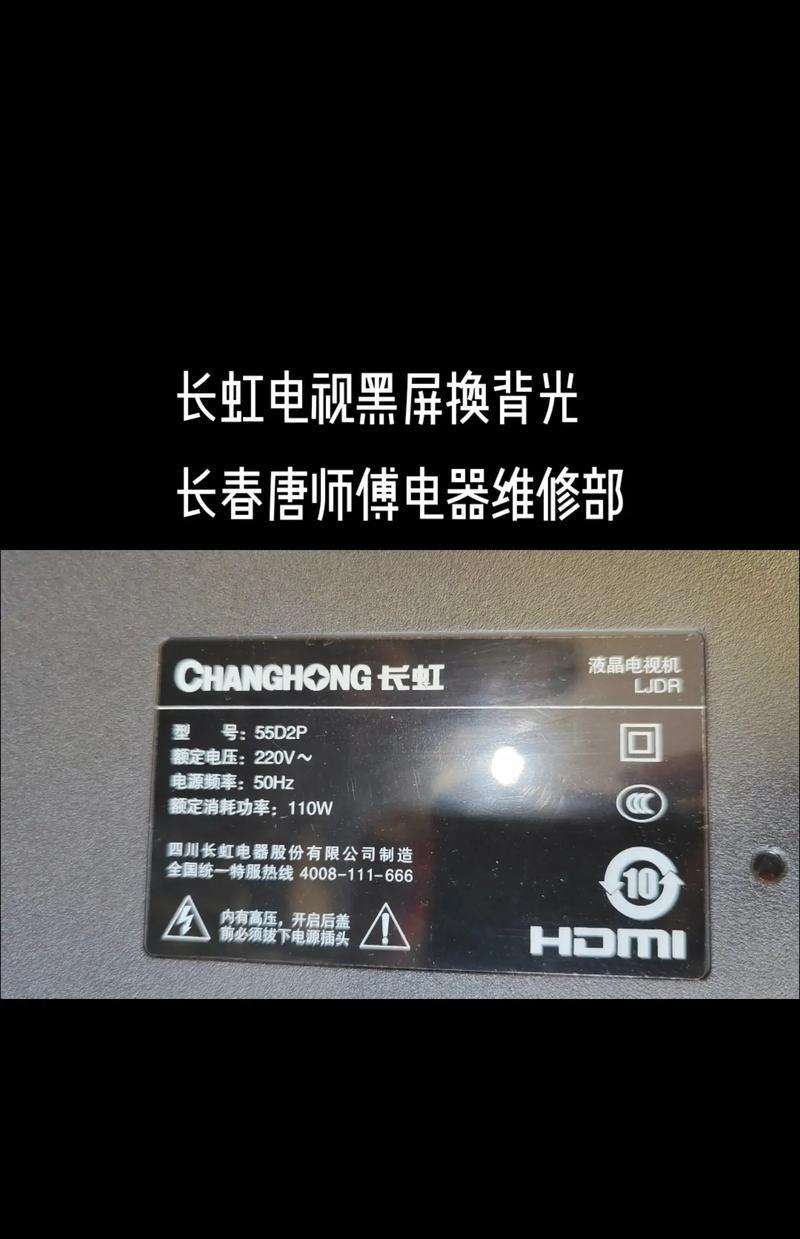 长虹电视黑屏換背光
长春唐师傅电器维修部
CHANGHONG 长虹
液晶电视机
LJDR
型 号：55D2P
额定电压：220V～
电源频率：50Hz
额定消耗功率：110W
四川长虹电器股份有限公司制造
全国统一特服热线 4008-111-666
内有高压，开启后盖
前必须拔下电源插头
10
HDMI